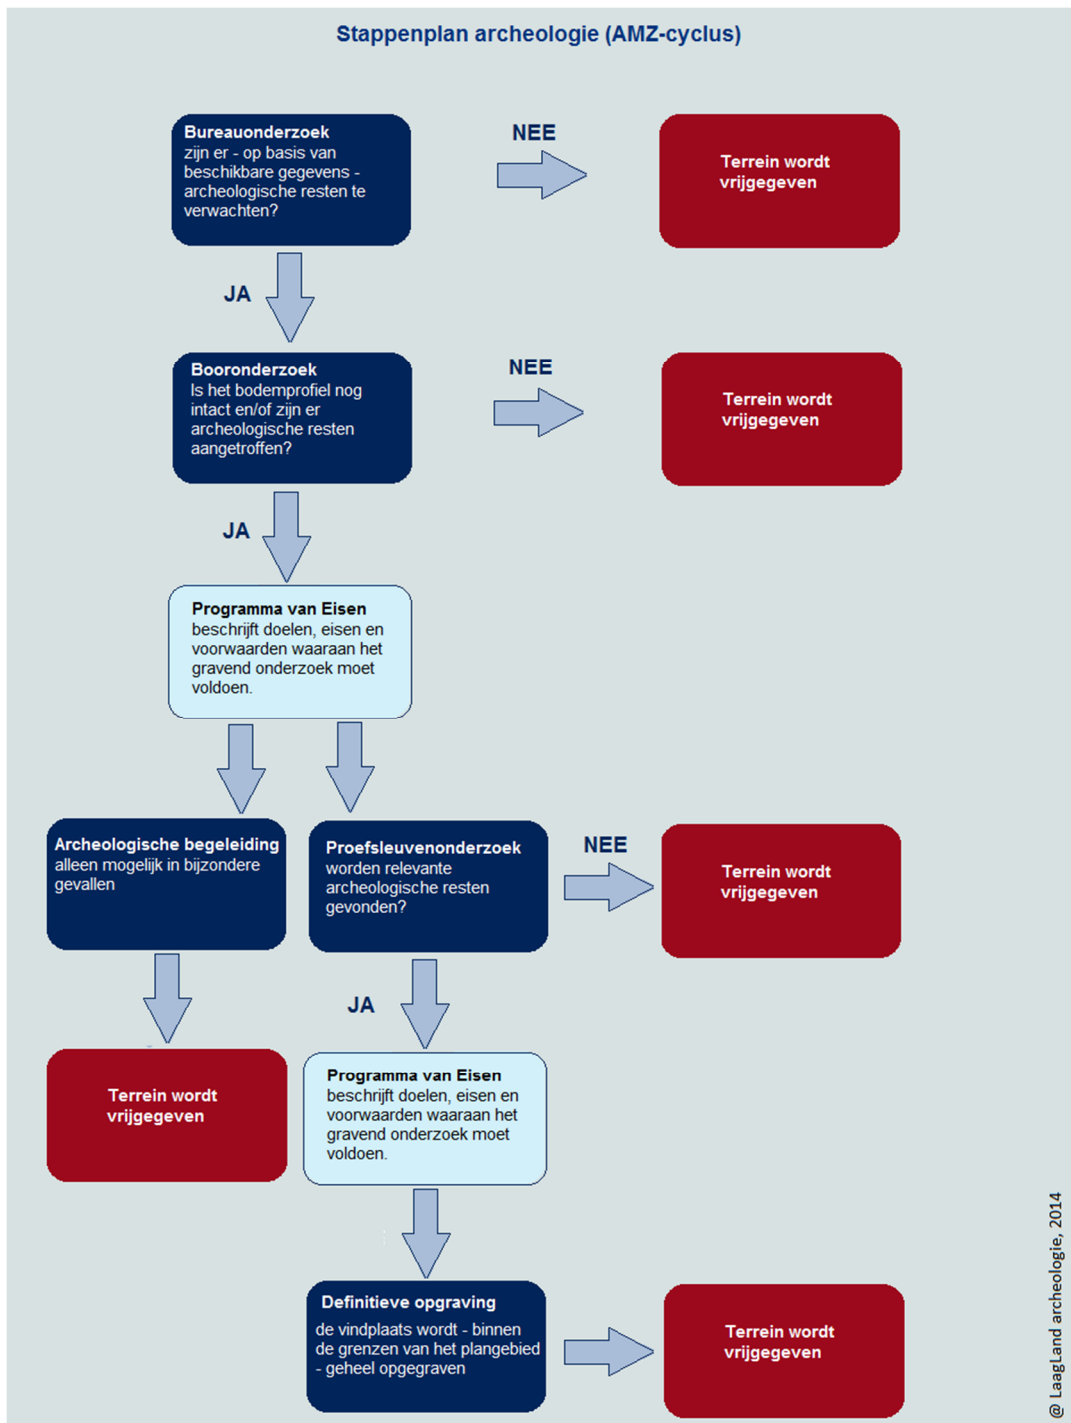 Stappenplan archeologie (AMZ-cyclus)
Bureauonderzoek
zijn er - op basis van
beschikbare gegevens -
archeologische resten te
verwachten?
NEE
Terrein wordt
vrijgegeven
JA
Booronderzoek
Is het bodemprofiel nog
intact en/of zijn er
archeologische resten
aangetroffen?
NEE
Terrein wordt
vrijgegeven
JA
Programma van Eisen
beschrijft doelen, eisen en
voorwaarden waaraan het
gravend onderzoek moet
voldoen.
Archeologische begeleiding
alleen mogelijk in bijzondere
gevallen
Proefsleuvenonderzoek
worden relevante
archeologische resten
gevonden?
NEE
Terrein wordt
vrijgegeven
JA
Terrein wordt
vrijgegeven
Programma van Eisen
beschrijft doelen, eisen en
voorwaarden waaraan het
gravend onderzoek moet
voldoen.
Definitieve opgraving
de vindplaats wordt - binnen
de grenzen van het plangebied
- geheel opgegraven
Terrein wordt
vrijgegeven
@ LaagLand archeologie, 2014